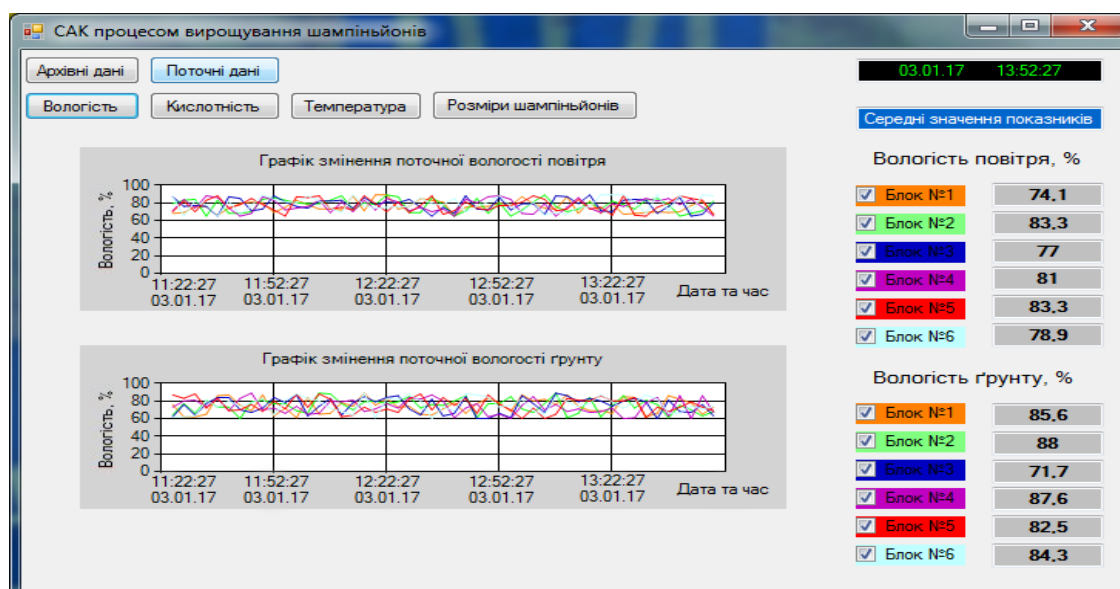 САК процесом вирощування шампіньйонів
Архівні дані Поточні дані
03.01.17 13:52:27
Вологість Кислотність Температура Розміри шампіньйонів
Середні значення показників
Графік змінення поточної вологості повітря
Вологість, %
100
80
60
40
20
0
11:22:27 11:52:27 12:22:27 12:52:27 13:22:27
03.01.17 03.01.17 03.01.17 03.01.17 03.01.17
Дата та час
Вологість повітря, %
Блок №1 74,1
Блок №2 83,3
Блок №3 77
Блок №4 81
Блок №5 83,3
Блок №6 78,9
Графік змінення поточної вологості ґрунту
Вологість, %
100
80
60
40
20
0
11:22:27 11:52:27 12:22:27 12:52:27 13:22:27
03.01.17 03.01.17 03.01.17 03.01.17 03.01.17
Дата та час
Вологість ґрунту, %
Блок №1 85,6
Блок №2 88
Блок №3 71,7
Блок №4 87,6
Блок №5 82,5
Блок №6 84,3